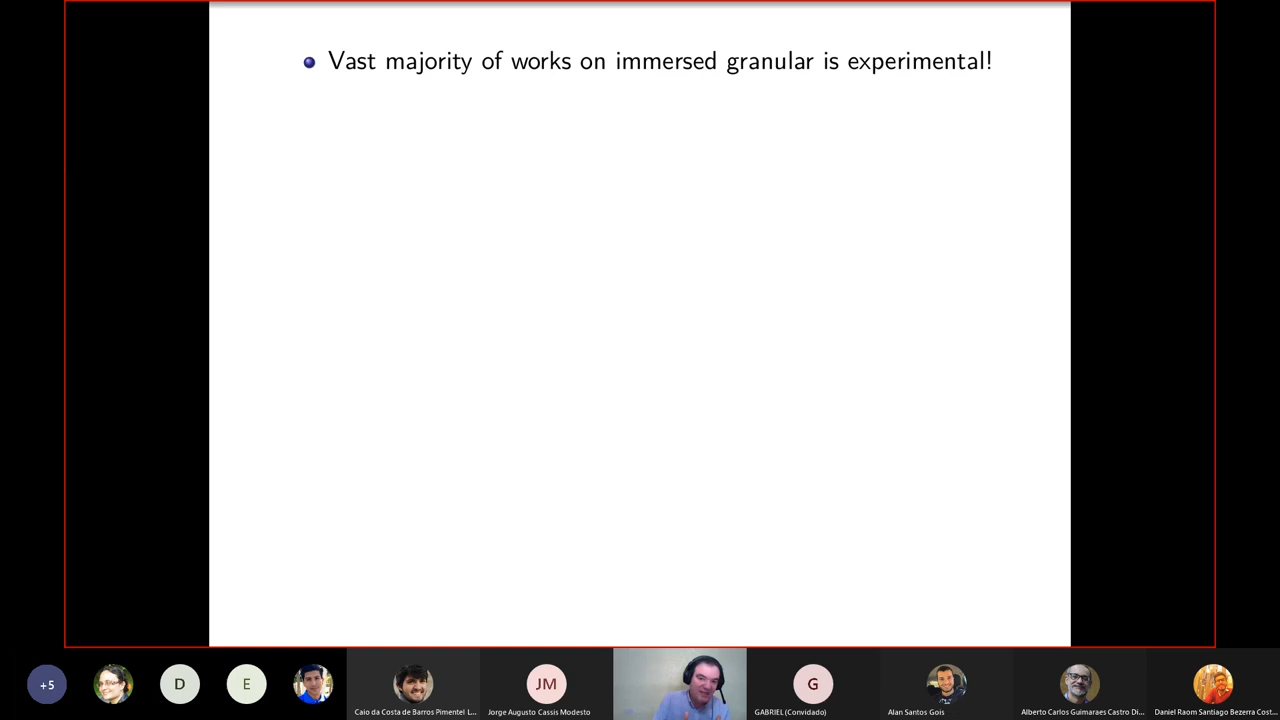 Vast majority of works on immersed granular is experimental!
+5
D
E
JM
G
Caio da Costa de Barros Pimentel L...
Jorge Augusto Cassis Modesto
GABRIEL (Convidado)
Alan Santos Gois
Alberto Carlos Guimaraes Castro Di...
Daniel Raom Santiago Bezerra Cost...